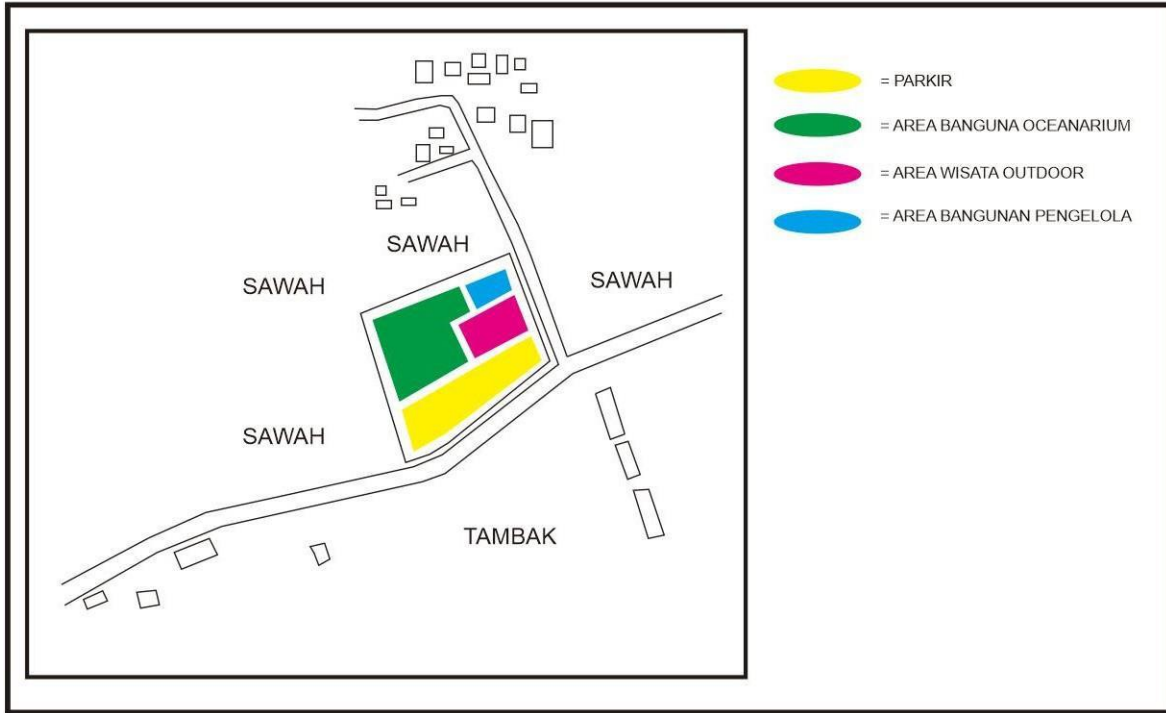 = PARKIR
= AREA BANGUNA OCEANARIUM
= AREA WISATA OUTDOOR
= AREA BANGUNAN PENGELOLA
SAWAH
SAWAH
SAWAH
SAWAH
TAMBAK